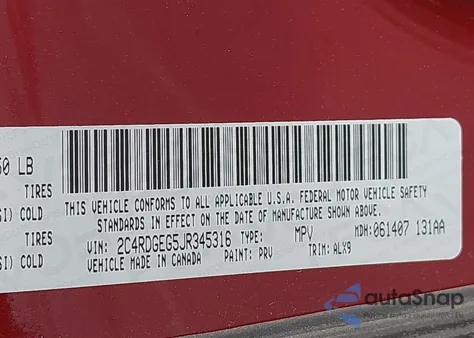 50 LB
TIRES
SI) COLD
TIRES
SI) COLD
THIS VEHICLE CONFORMS TO ALL APPLICABLE U.S.A. FEDERAL MOTOR VEHICLE SAFETY
STANDARDS IN EFFECT ON THE DATE OF MANUFACTURE SHOWN ABOVE.
VIN: 2C4RDGEG5JR345316 TYPE: MPV MDH: 061407 131AA
VEHICLE MADE IN CANADA PAINT: PRV TRIM: ALX9
autoSnap